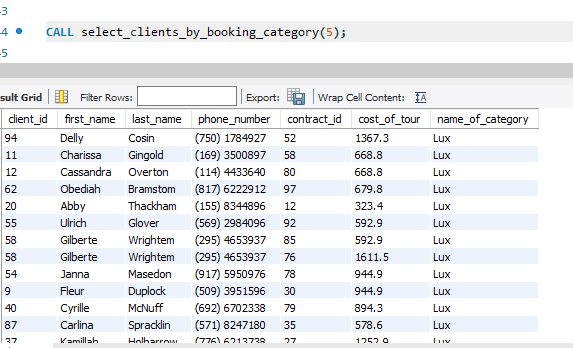 43
44 CALL select_clients_by_booking_category(5);
45
sult Grid Filter Rows: Export: Wrap Cell Content: IA
client_id first_name last_name phone_number contract_id cost_of_tour name_of_category
94 Delly Cosin (750) 1784927 52 1367.3 Lux
11 Charissa Gingold (169) 3500897 58 668.8 Lux
12 Cassandra Overton (114) 4433640 80 668.8 Lux
62 Obediah Bramstom (817) 6222912 97 679.8 Lux
20 Abby Thackham (155) 8344896 12 323.4 Lux
55 Ulrich Glover (569) 2984096 92 592.9 Lux
58 Gilberte Wrightem (295) 4653937 85 592.9 Lux
58 Gilberte Wrightem (295) 4653937 76 1611.5 Lux
54 Janna Masedon (917) 5950976 78 944.9 Lux
9 Fleur Duplock (509) 3951596 30 944.9 Lux
40 Cyrille McNuff (692) 6702338 79 894.3 Lux
87 Carlina Spracklin (571) 8247180 35 578.6 Lux
37 Kamillah Holbarrow (776) 6213738 27 1252.9 Lux